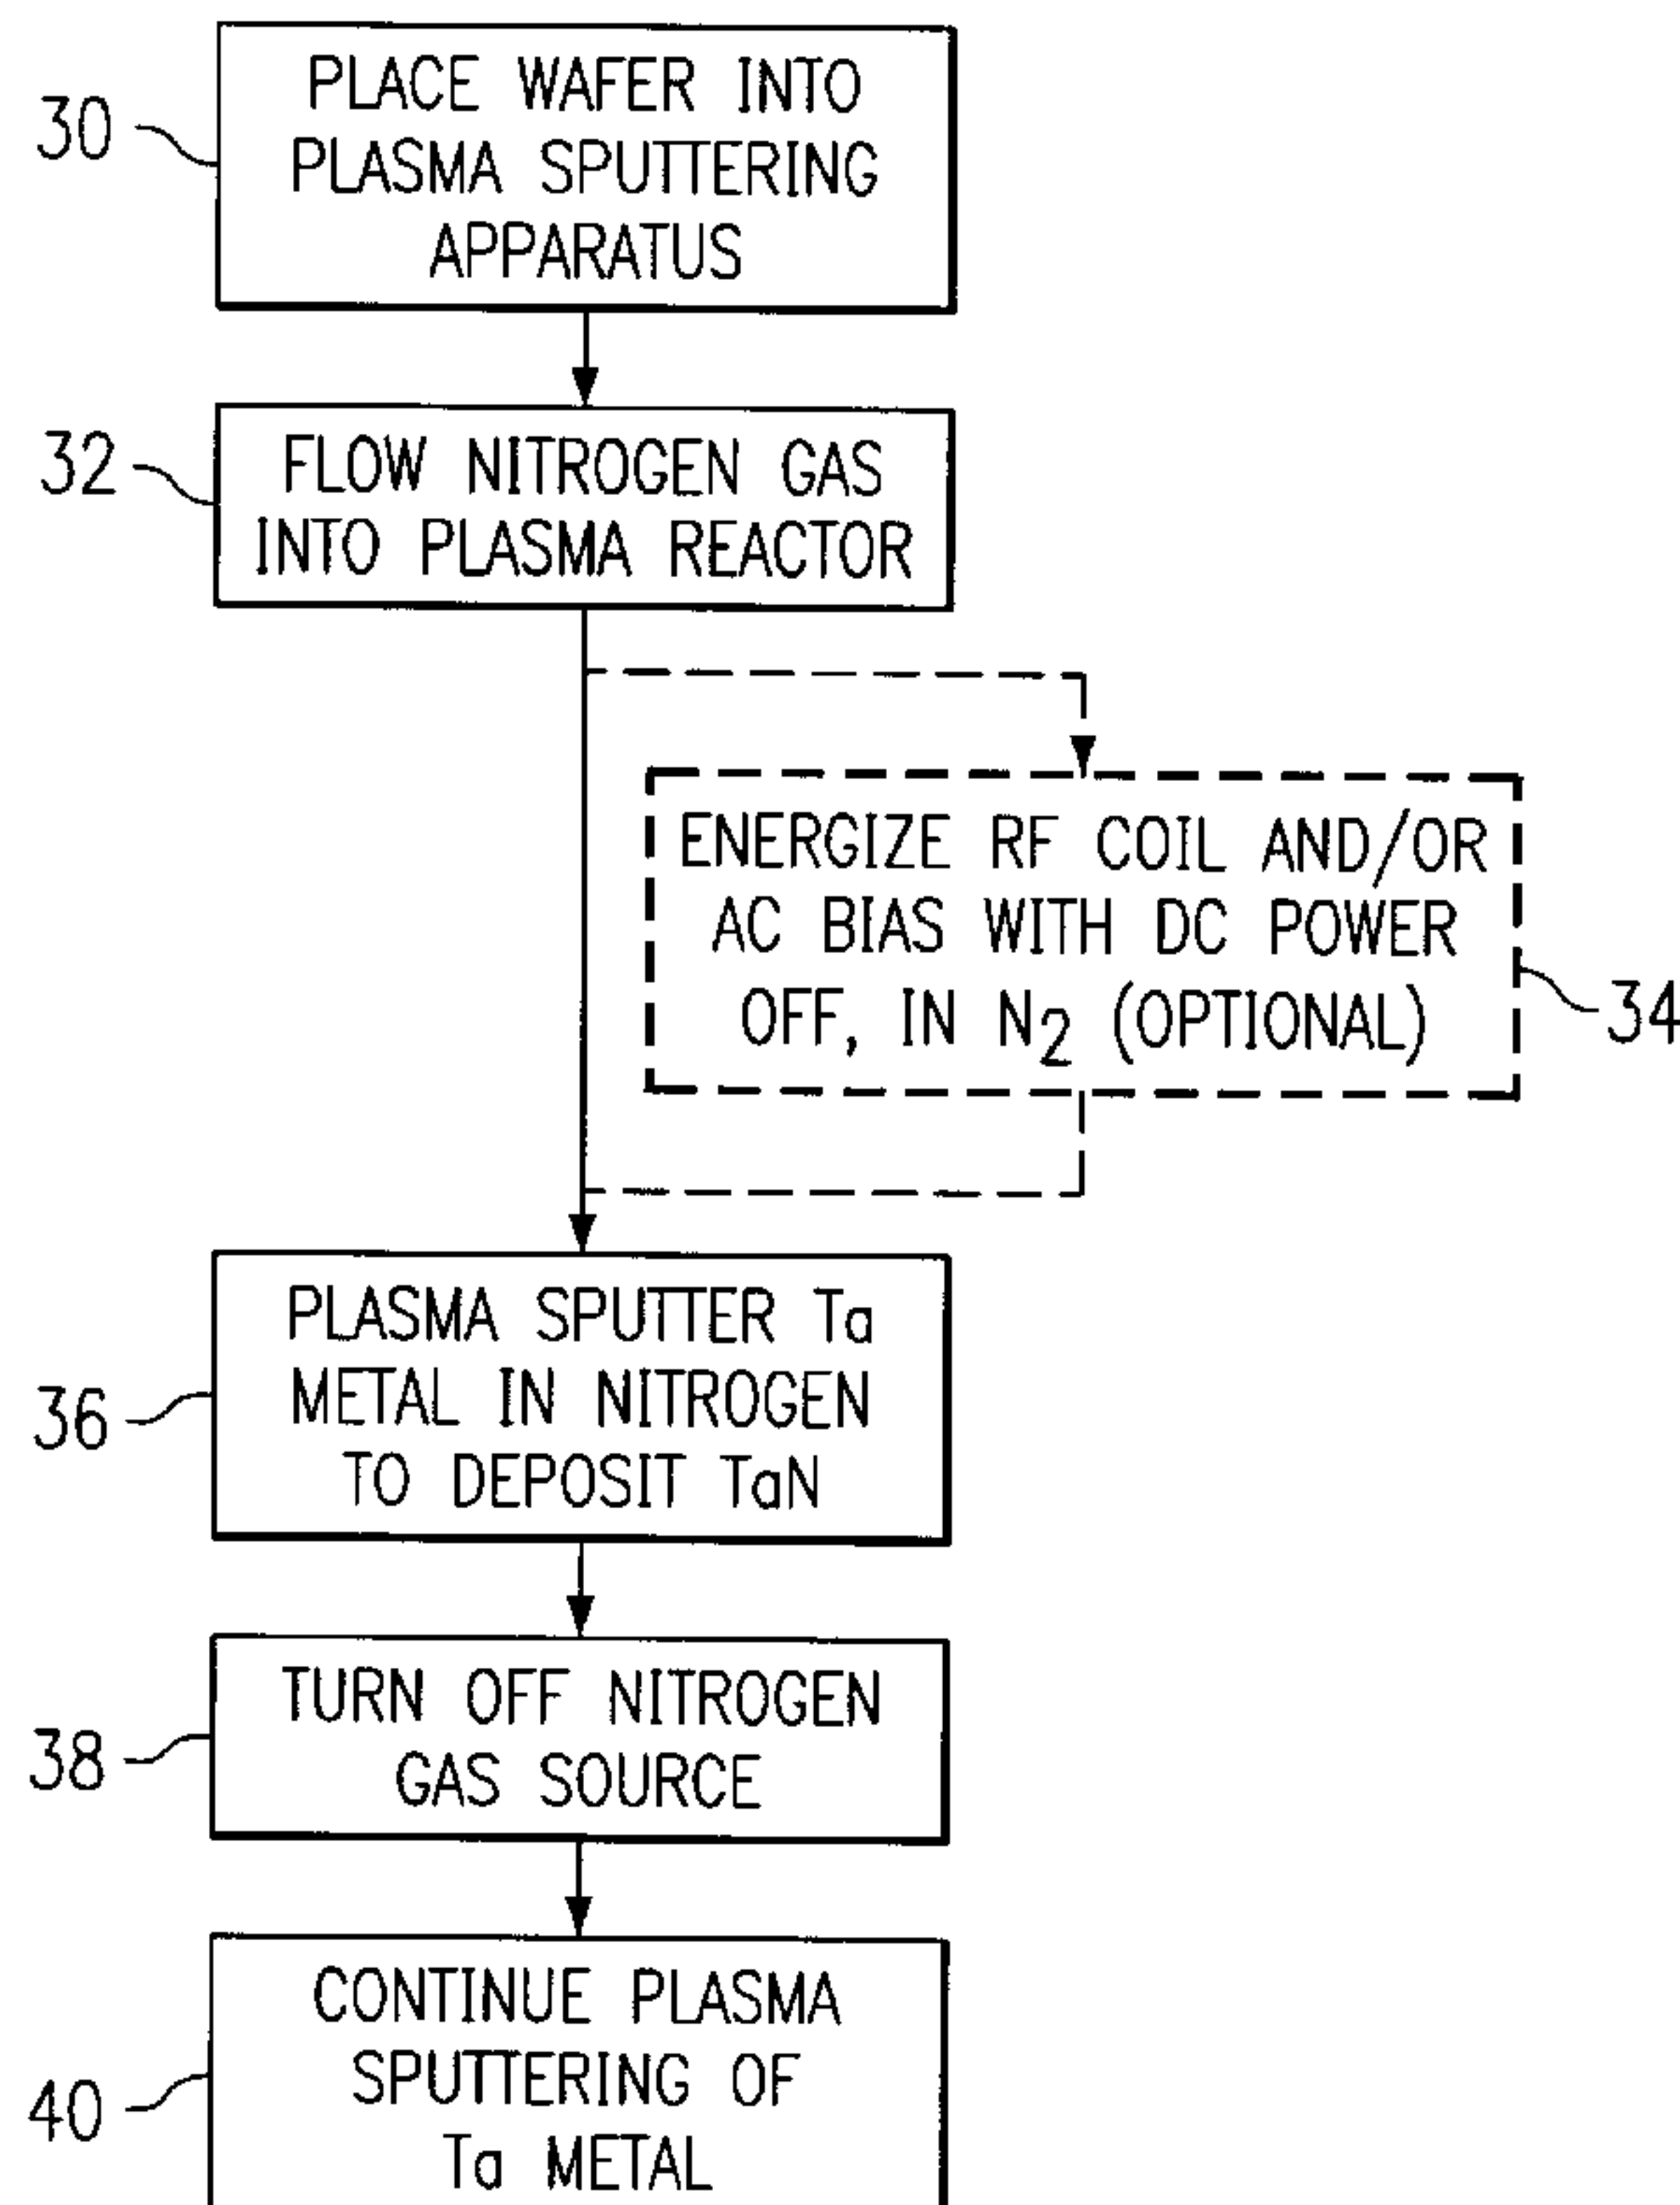 30
PLACE WAFER INTO
PLASMA SPUTTERING
APPARATUS
32
FLOW NITROGEN GAS
INTO PLASMA REACTOR
ENERGIZE RF COIL AND/OR
AC BIAS WITH DC POWER
OFF, IN N2 (OPTIONAL)
34
36
PLASMA SPUTTER Ta
METAL IN NITROGEN
TO DEPOSIT TaN
38
TURN OFF NITROGEN
GAS SOURCE
40
CONTINUE PLASMA
SPUTTERING OF
Ta METAL